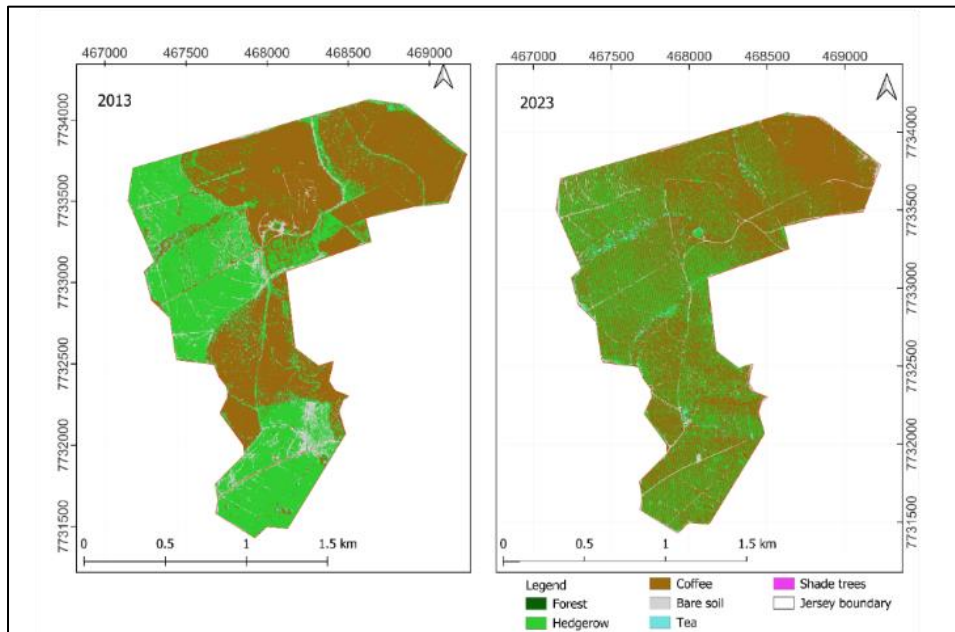 467000 467500 468000 468500 469000
2013
7734000
7733500
7733000
7732500
7732000
7731500
0 0.5 1 1.5 km
467000 467500 468000 468500 469000
2023
7734000
7733500
7733000
7732500
7732000
7731500
0 0.5 1 1.5 km
Legend
Forest
Hedgerow
Coffee
Bare soil
Tea
Shade trees
Jersey boundary